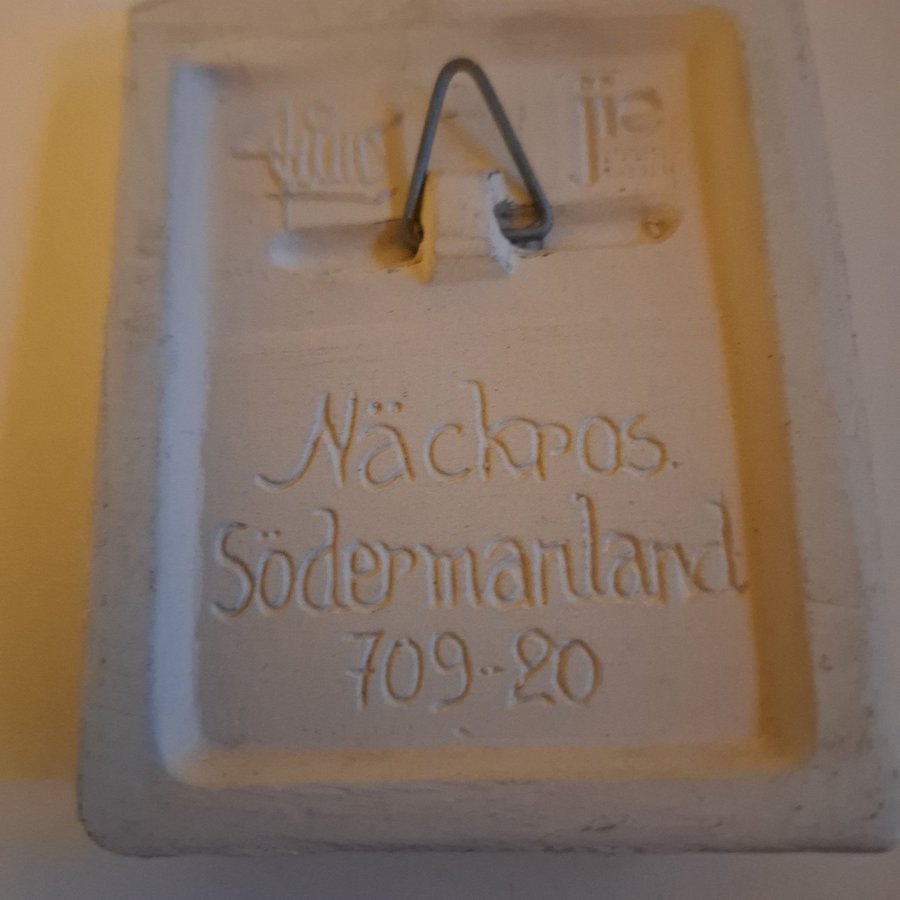 jie
Näckros.
Södermanland
709-20